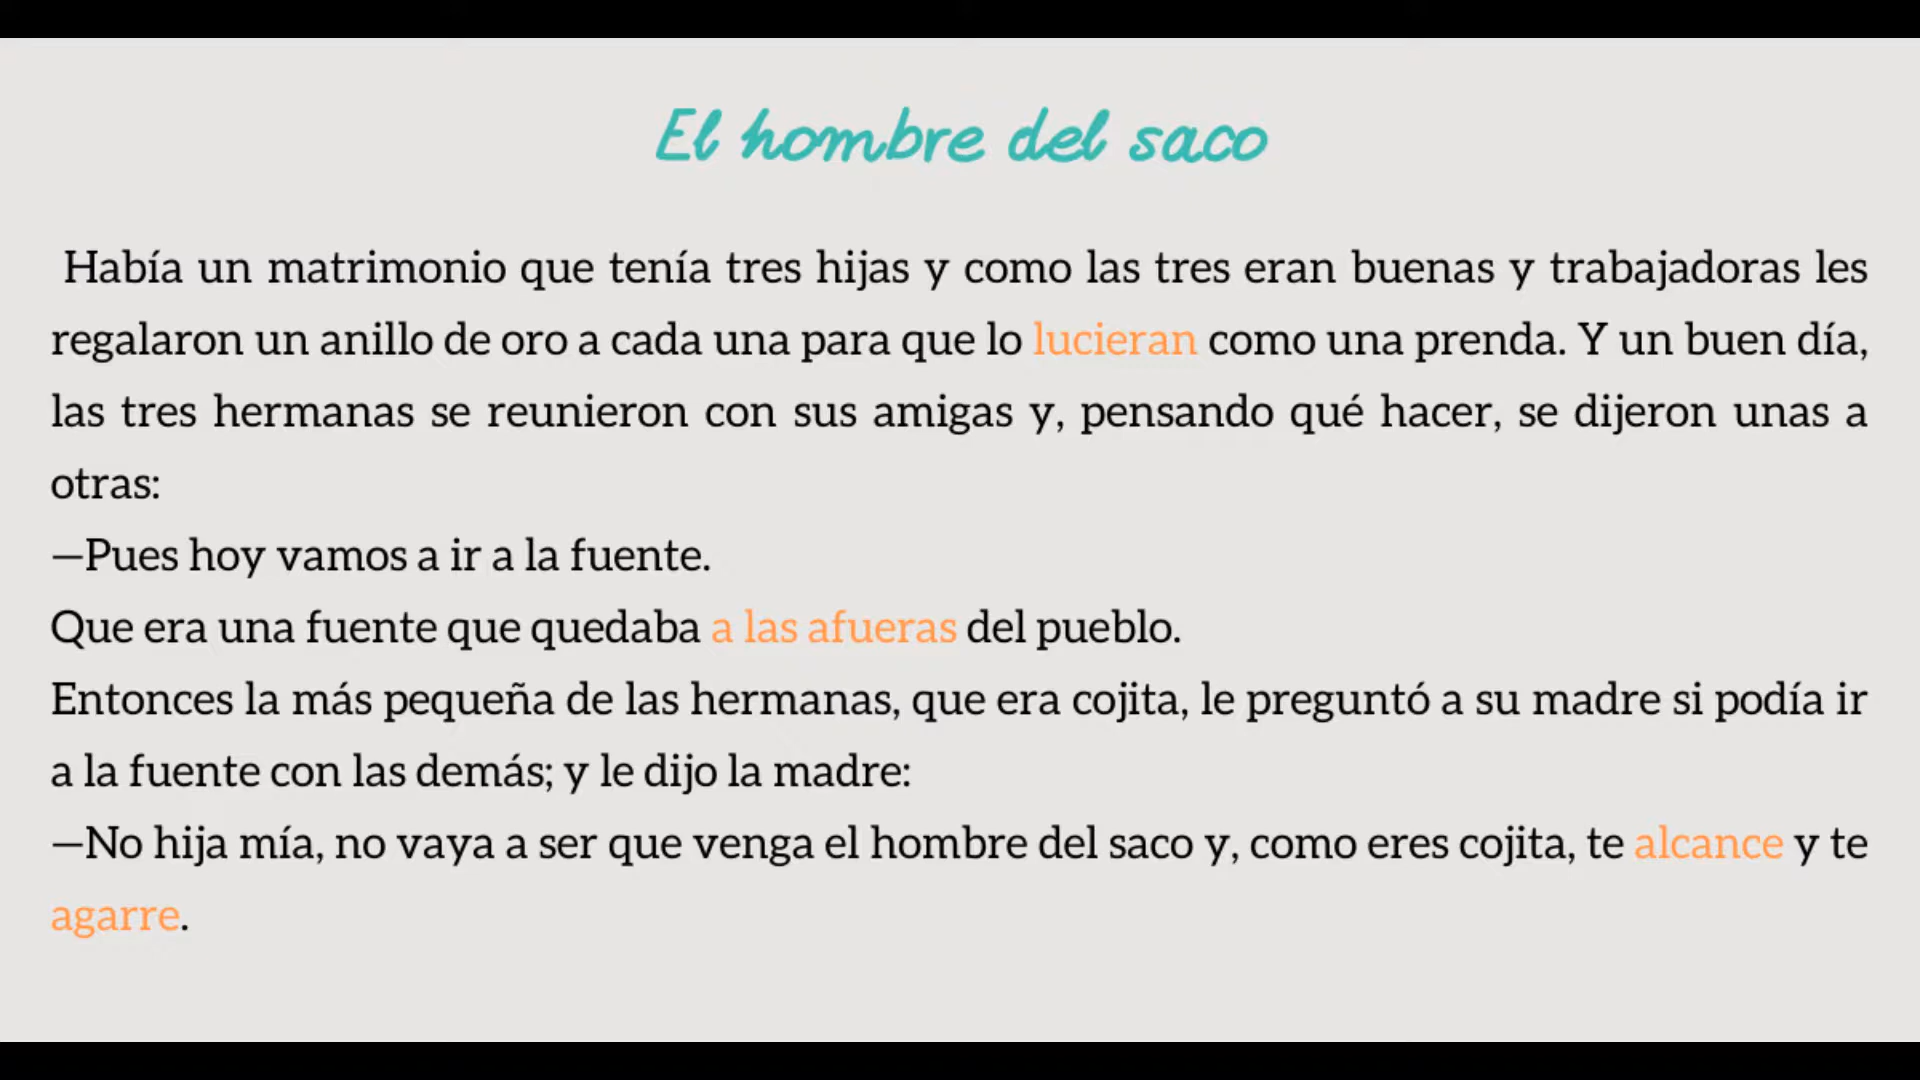 El hombre del saco
Había un matrimonio que tenía tres hijas y como las tres eran buenas y trabajadoras les
regalaron un anillo de oro a cada una para que lo lucieran como una prenda. Y un buen día,
las tres hermanas se reunieron con sus amigas y, pensando qué hacer, se dijeron unas a
otras:
—Pues hoy vamos a ir a la fuente.
Que era una fuente que quedaba a las afueras del pueblo.
Entonces la más pequeña de las hermanas, que era cojita, le preguntó a su madre si podía ir
a la fuente con las demás; y le dijo la madre:
—No hija mía, no vaya a ser que venga el hombre del saco y, como eres cojita, te alcance y te
agarre.